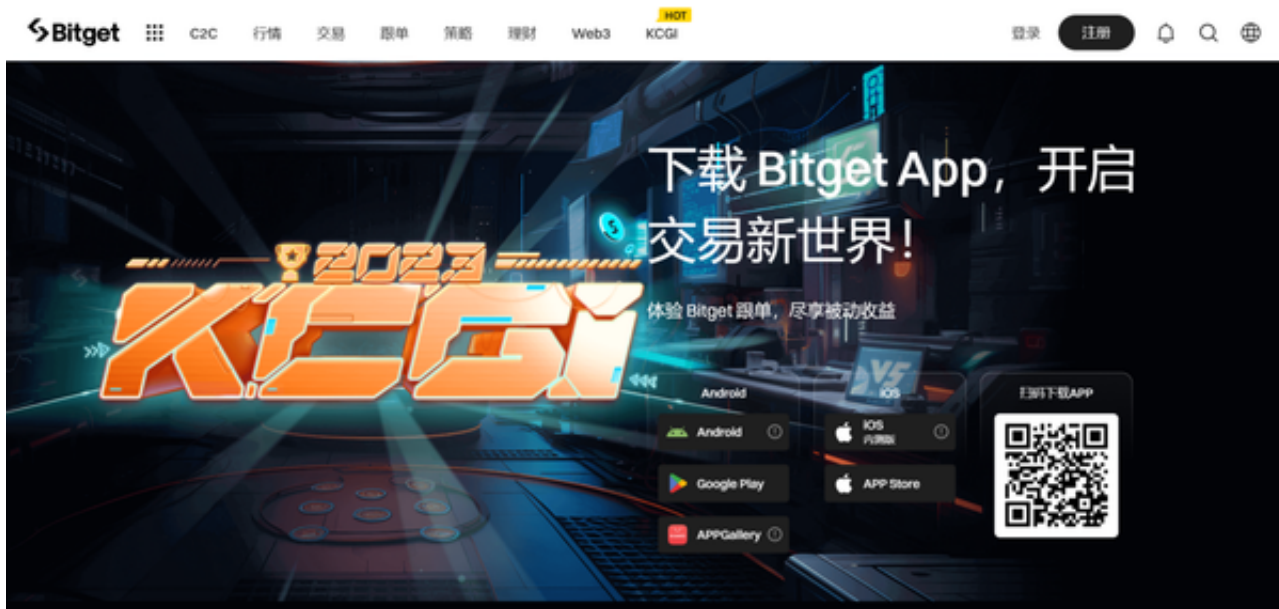 Bitget
C2C
行情
交易
跟单
策略
理财
Web3
HOT
KCGI
登录
注册
下载 Bitget App，开启
交易新世界！
体验 Bitget 跟单，尽享被动收益
2023
KCGI
Android
iOS
扫码下载APP
Android
iOS
内测版
Google Play
APP Store
APPGallery
VS